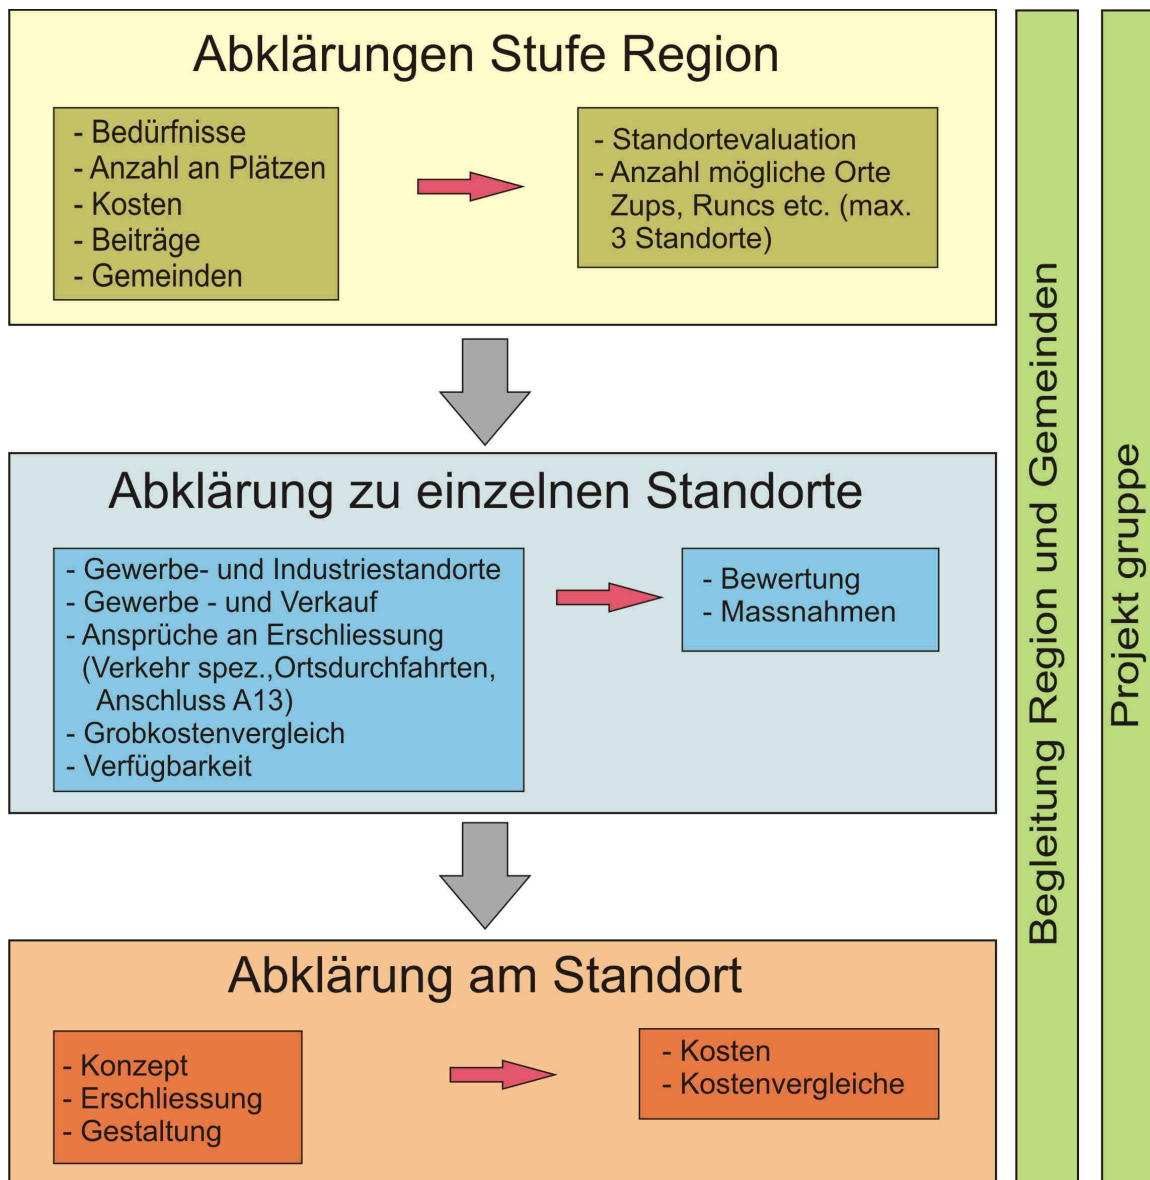 Abklärungen Stufe Region
- Bedürfnisse
- Anzahl an Plätzen
- Kosten
- Beiträge
- Gemeinden
- Standortevaluation
- Anzahl mögliche Orte
Zups, Runcs etc. (max.
3 Standorte)
Abklärung zu einzelnen Standorte
- Gewerbe- und Industriestandorte
- Gewerbe - und Verkauf
- Ansprüche an Erschliessung
(Verkehr spez.,Ortsdurchfahrten,
Anschluss A13)
- Grobkostenvergleich
- Verfügbarkeit
- Bewertung
- Massnahmen
Abklärung am Standort
- Konzept
- Erschliessung
- Gestaltung
- Kosten
- Kostenvergleiche
Begleitung Region und Gemeinden
Projekt gruppe